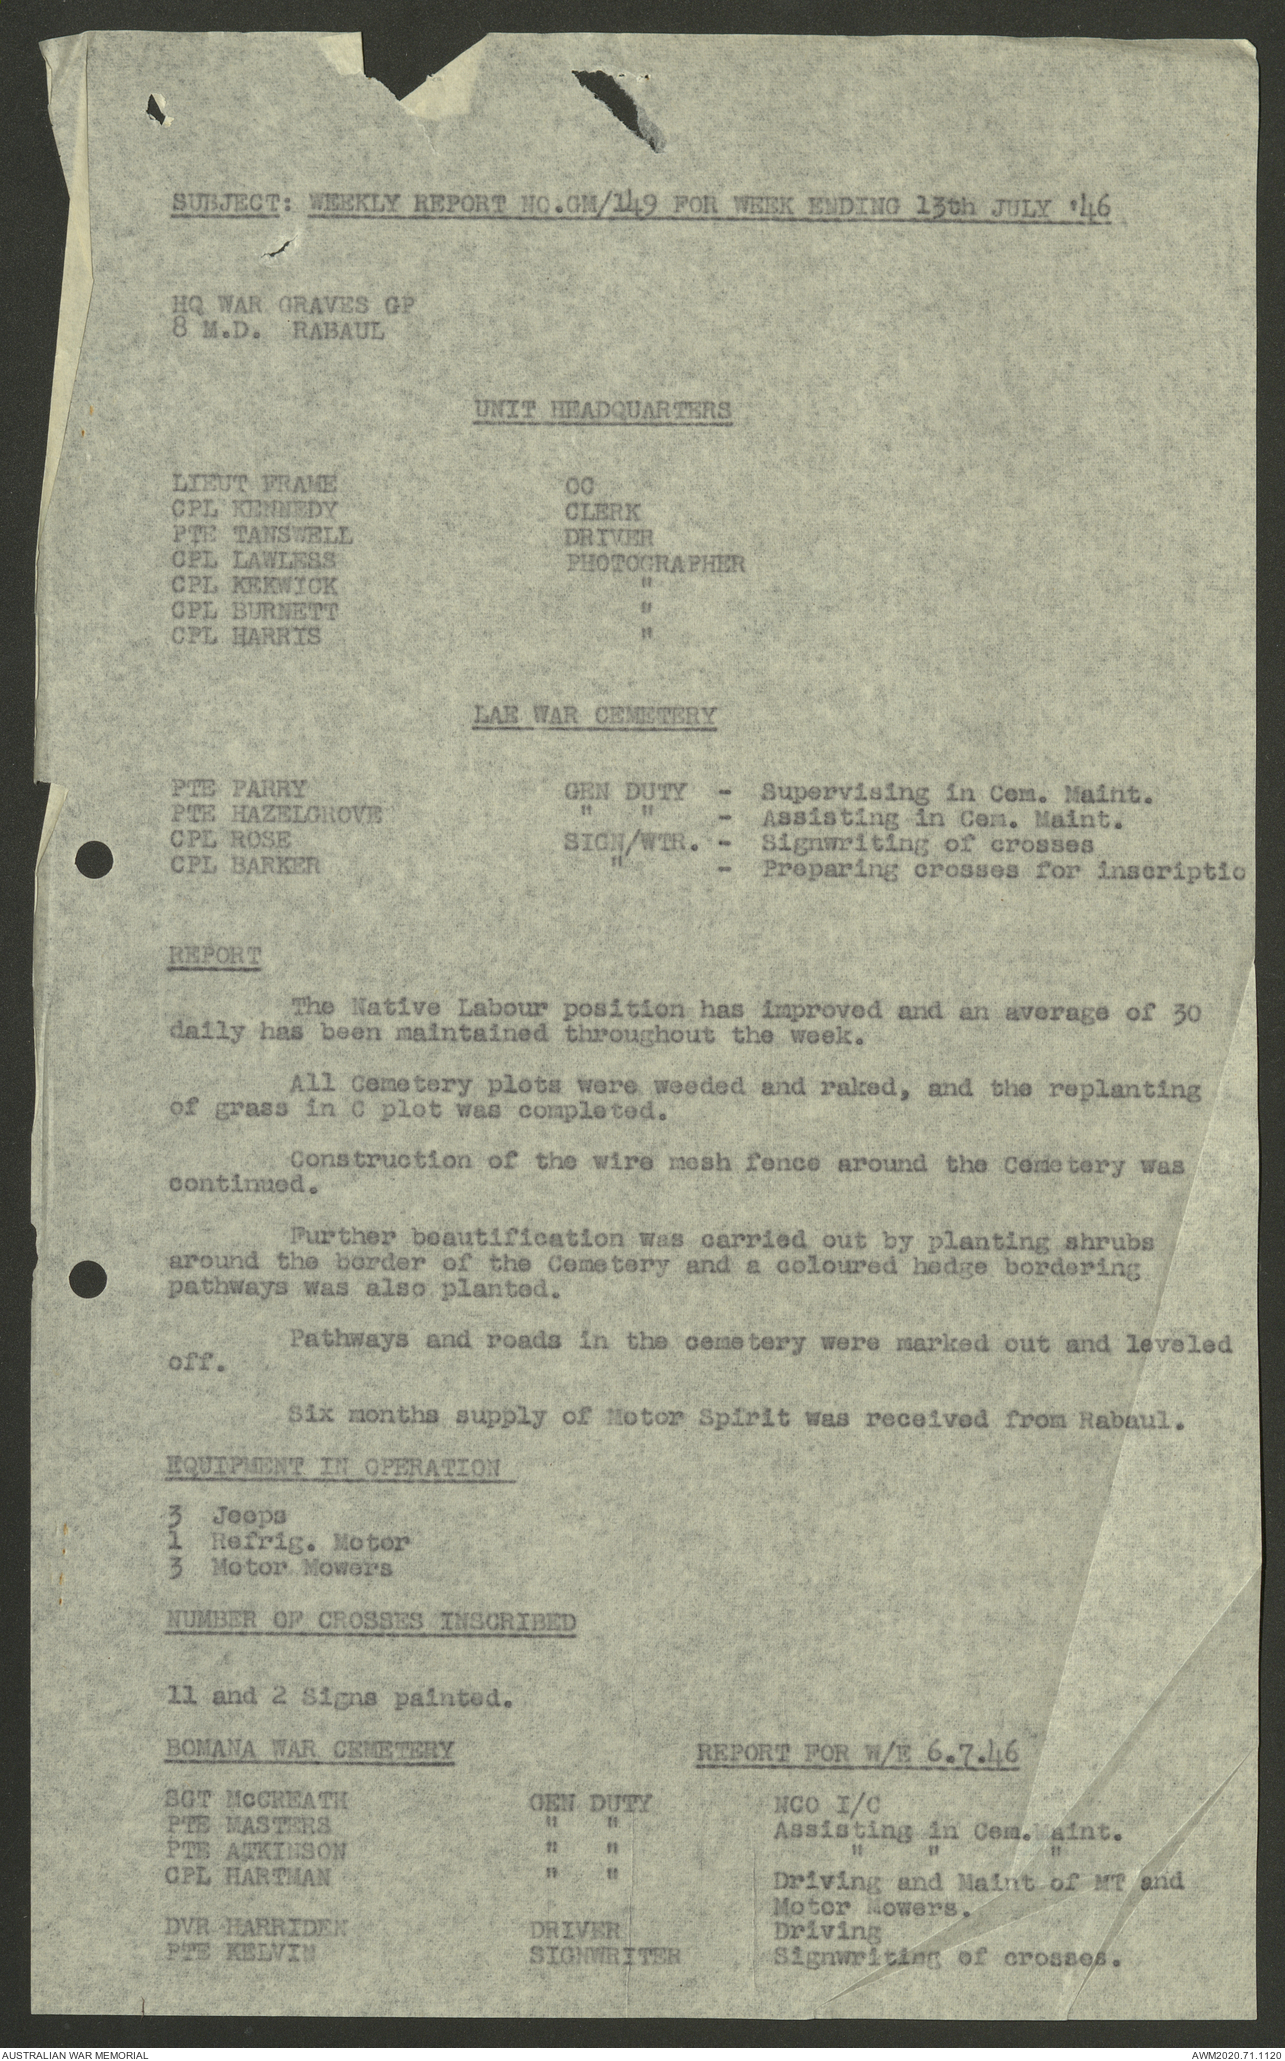 SUBJECT: WEEKLY REPORT NO.GM/149 FOR WEEK ENDING 13th JULY '46
HQ WAR GRAVES GP
8 M.D. RABAUL
UNIT HEADQUARTERS
LIEUT FRAME OC
CPL KENNEDY CLERK
PTE TANSWELL DRIVER
CPL LAWLESS PHOTOGRAPHER
CPL KEKWICK "
CPL BURNETT "
CPL HARRIS "
LAE WAR CEMETERY
PTE PARRY GEN DUTY - Supervising in Cem. Maint.
PTE HAZELGROVE " " - Assisting in Cem. Maint.
CPL ROSE SIGN/WTR. - Signwriting of crosses
CPL BARKER " - Preparing crosses for inscriptio
REPORT
The Native Labour position has improved and an average of 30
daily has been maintained throughout the week.
All Cemetery plots were weeded and raked, and the replanting
of grass in C plot was completed.
Construction of the wire mesh fence around the Cemetery was
continued.
Further beautification was carried out by planting shrubs
around the border of the Cemetery and a coloured hedge bordering
pathways was also planted.
Pathways and roads in the cemetery were marked out and leveled
off.
Six months supply of Motor Spirit was received from Rabaul.
EQUIPMENT IN OPERATION
3 Jeeps
1 Refrig. Motor
3 Motor Mowers
NUMBER OF CROSSES INSCRIBED
11 and 2 Signs painted.
BOMANA WAR CEMETERY REPORT FOR W/E 6.7.46
SGT McCREATH GEN DUTY NCO I/C
PTE MASTERS " " Assisting in Cem.Maint.
PTE ATKINSON " " " " "
CPL HARTMAN " " Driving and Maint of MT and
Motor Mowers.
DVR HARRIDEN DRIVER Driving
PTE KELVIN SIGNWRITER Signwriting of crosses.
AUSTRALIAN WAR MEMORIAL AWM2020.71.1120